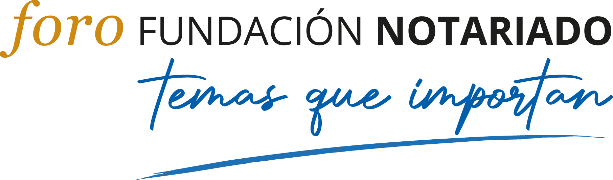 foro FUNDACIÓN NOTARIADO
temas que importan